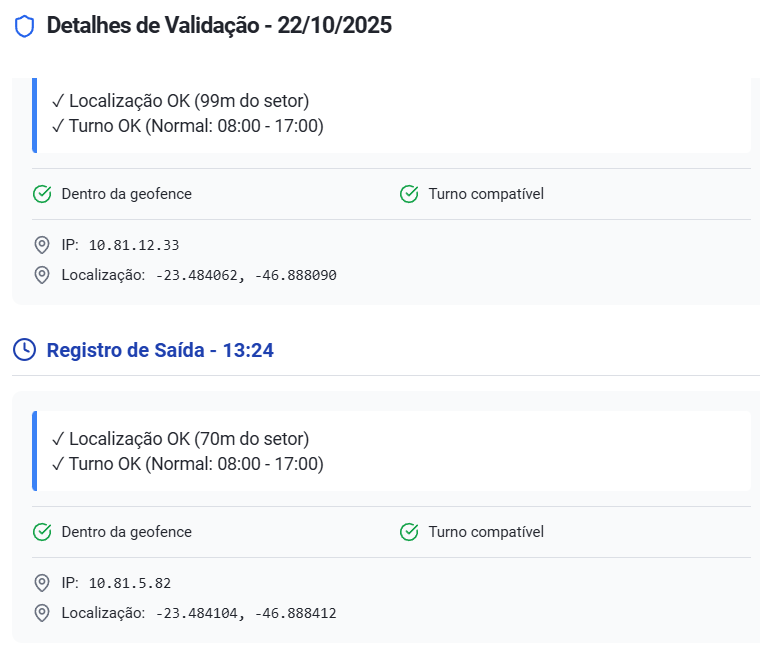 Detalhes de Validação - 22/10/2025
✓ Localização OK (99m do setor)
✓ Turno OK (Normal: 08:00 - 17:00)
Dentro da geofence Turno compatível
IP: 10.81.12.33
Localização: -23.484062, -46.888090
Registro de Saída - 13:24
✓ Localização OK (70m do setor)
✓ Turno OK (Normal: 08:00 - 17:00)
Dentro da geofence Turno compatível
IP: 10.81.5.82
Localização: -23.484104, -46.888412